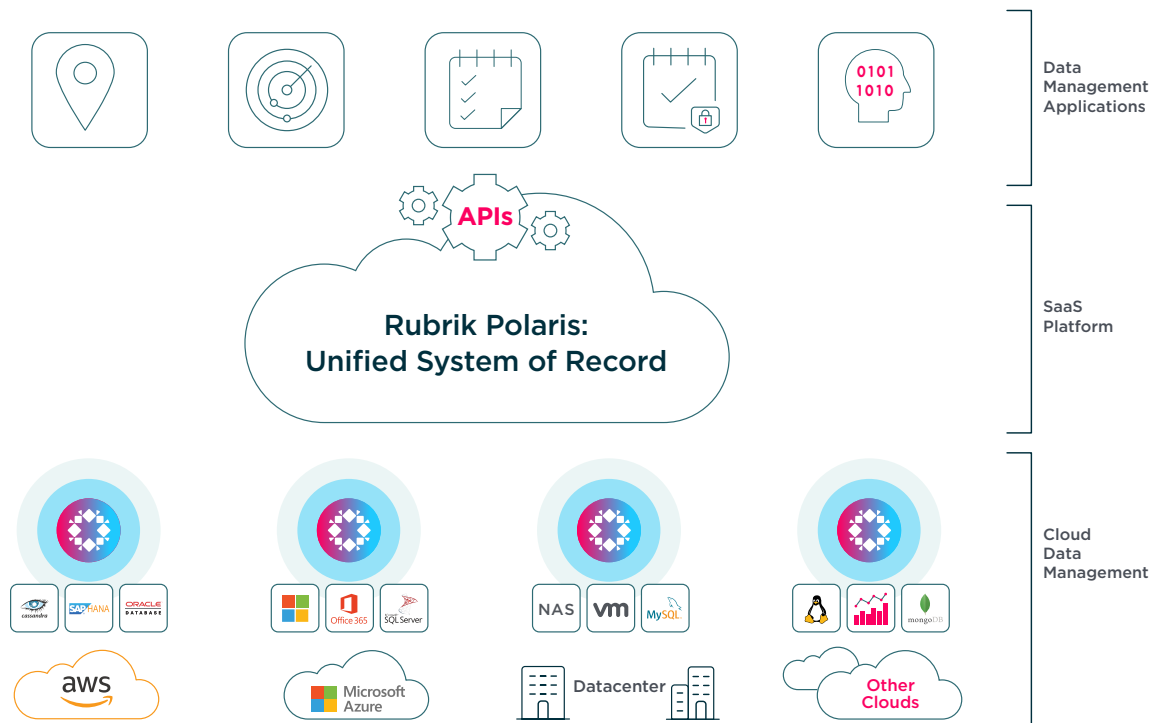 0101
1010
Data
Management
Applications
APIs
Rubrik Polaris:
Unified System of Record
SaaS
Platform
Cloud
Data
Management
cassandra
SAP HANA
ORACLE
DATABASE
Office 365
SQL Server
NAS
vm
MySQL
mongoDB
aws
Microsoft
Azure
Datacenter
Other
Clouds